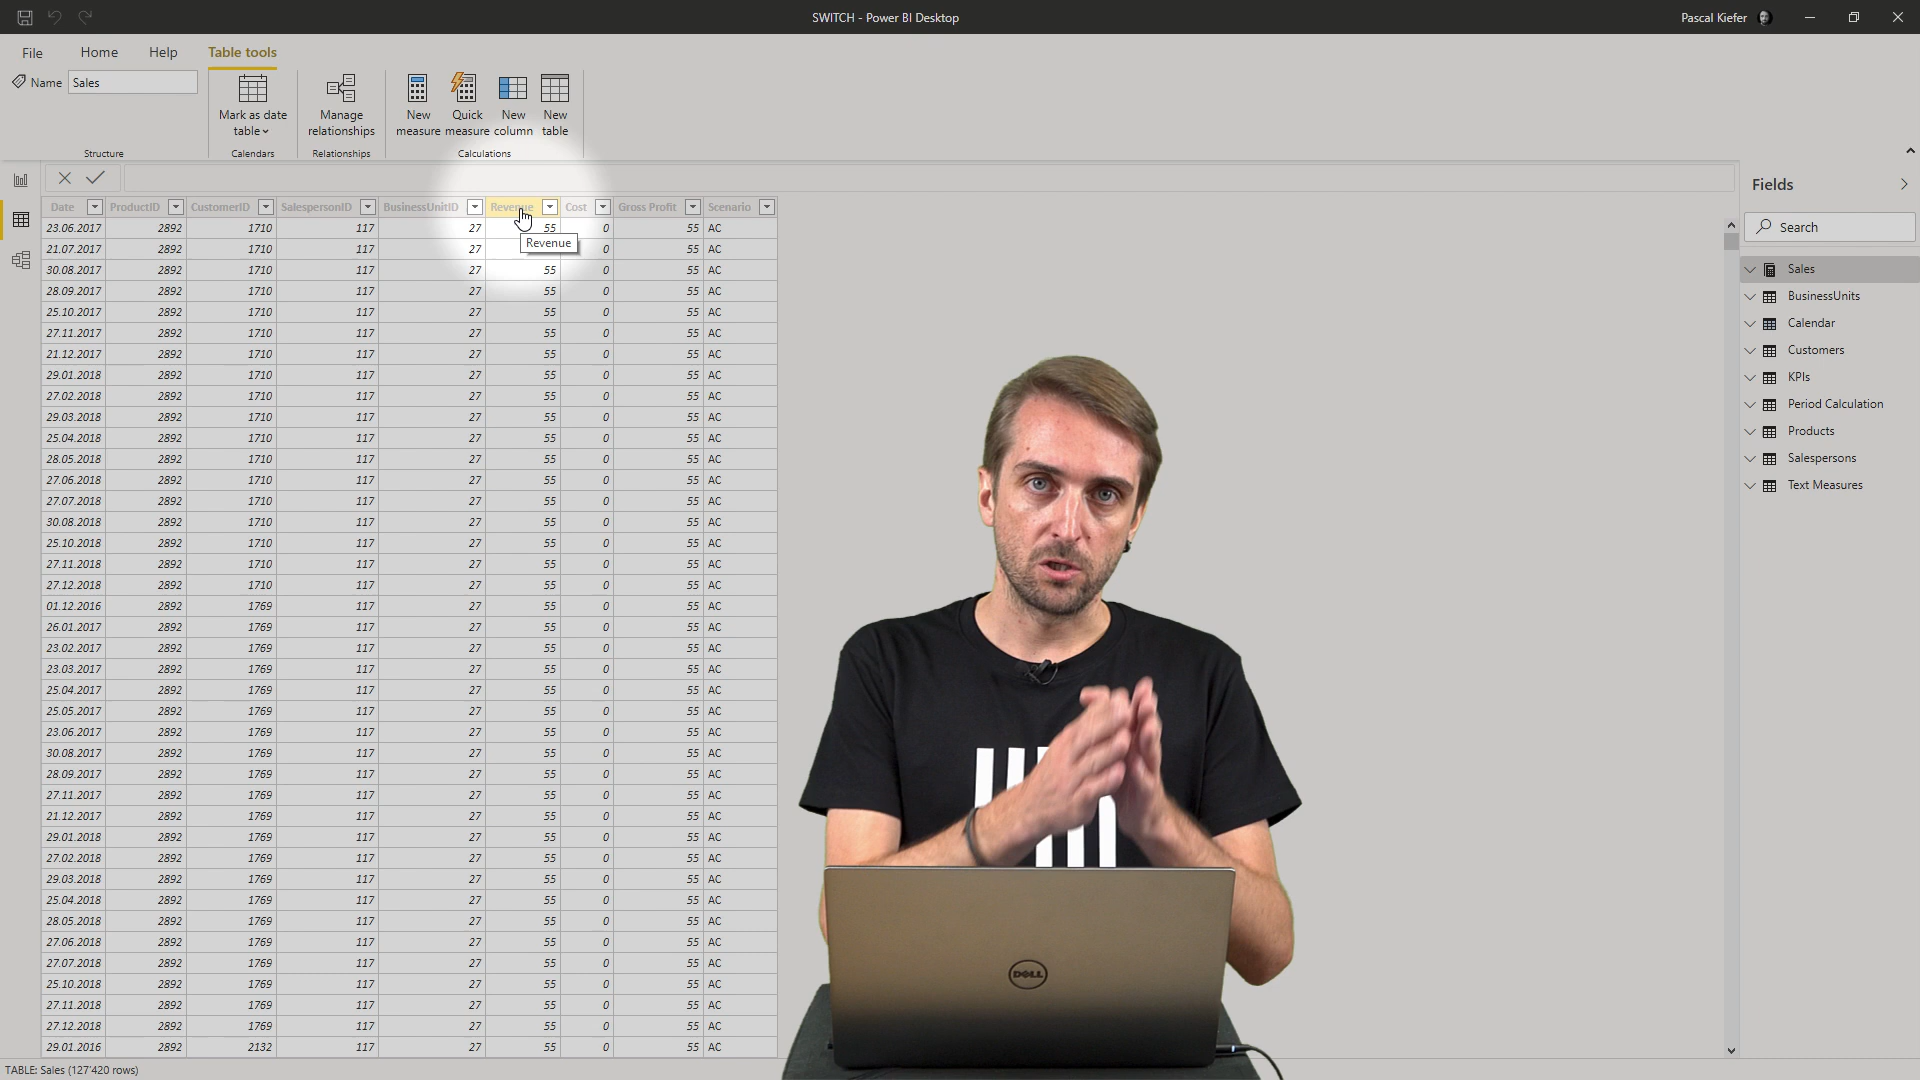 SWITCH - Power BI Desktop
Pascal Kiefer
File Home Help Table tools
Name Sales
Mark as date table
Manage relationships
New measure
Quick measure
New column
New table
Structure Calendars Relationships Calculations
Date ProductID CustomerID SalespersonID BusinessUnitID Revenue Cost Gross Profit Scenario
Revenue
23.06.2017 2892 1710 117 27 55 0 55 AC
21.07.2017 2892 1710 117 27 0 55 AC
30.08.2017 2892 1710 117 27 55 0 55 AC
28.09.2017 2892 1710 117 27 55 0 55 AC
25.10.2017 2892 1710 117 27 55 0 55 AC
27.11.2017 2892 1710 117 27 55 0 55 AC
21.12.2017 2892 1710 117 27 55 0 55 AC
29.01.2018 2892 1710 117 27 55 0 55 AC
27.02.2018 2892 1710 117 27 55 0 55 AC
29.03.2018 2892 1710 117 27 55 0 55 AC
25.04.2018 2892 1710 117 27 55 0 55 AC
28.05.2018 2892 1710 117 27 55 0 55 AC
27.06.2018 2892 1710 117 27 55 0 55 AC
27.07.2018 2892 1710 117 27 55 0 55 AC
30.08.2018 2892 1710 117 27 55 0 55 AC
25.10.2018 2892 1710 117 27 55 0 55 AC
27.11.2018 2892 1710 117 27 55 0 55 AC
27.12.2018 2892 1710 117 27 55 0 55 AC
01.12.2016 2892 1769 117 27 55 0 55 AC
26.01.2017 2892 1769 117 27 55 0 55 AC
23.02.2017 2892 1769 117 27 55 0 55 AC
23.03.2017 2892 1769 117 27 55 0 55 AC
25.04.2017 2892 1769 117 27 55 0 55 AC
25.05.2017 2892 1769 117 27 55 0 55 AC
23.06.2017 2892 1769 117 27 55 0 55 AC
30.08.2017 2892 1769 117 27 55 0 55 AC
28.09.2017 2892 1769 117 27 55 0 55 AC
27.11.2017 2892 1769 117 27 55 0 55 AC
21.12.2017 2892 1769 117 27 55 0 55 AC
29.01.2018 2892 1769 117 27 55 0 55 AC
27.02.2018 2892 1769 117 27 55 0 55 AC
29.03.2018 2892 1769 117 27 55 0 55 AC
25.04.2018 2892 1769 117 27 55 0 55 AC
28.05.2018 2892 1769 117 27 55 0 55 AC
27.06.2018 2892 1769 117 27 55 0 55 AC
27.07.2018 2892 1769 117 27 55 0 55 AC
25.10.2018 2892 1769 117 27 55 0 55 AC
27.11.2018 2892 1769 117 27 55 0 55 AC
27.12.2018 2892 1769 117 27 55 0 55 AC
29.01.2016 2892 2132 117 27 55 0 55 AC
TABLE: Sales (127'420 rows)
Fields
Search
Sales
BusinessUnits
Calendar
Customers
KPIs
Period Calculation
Products
Salespersons
Text Measures
DELL